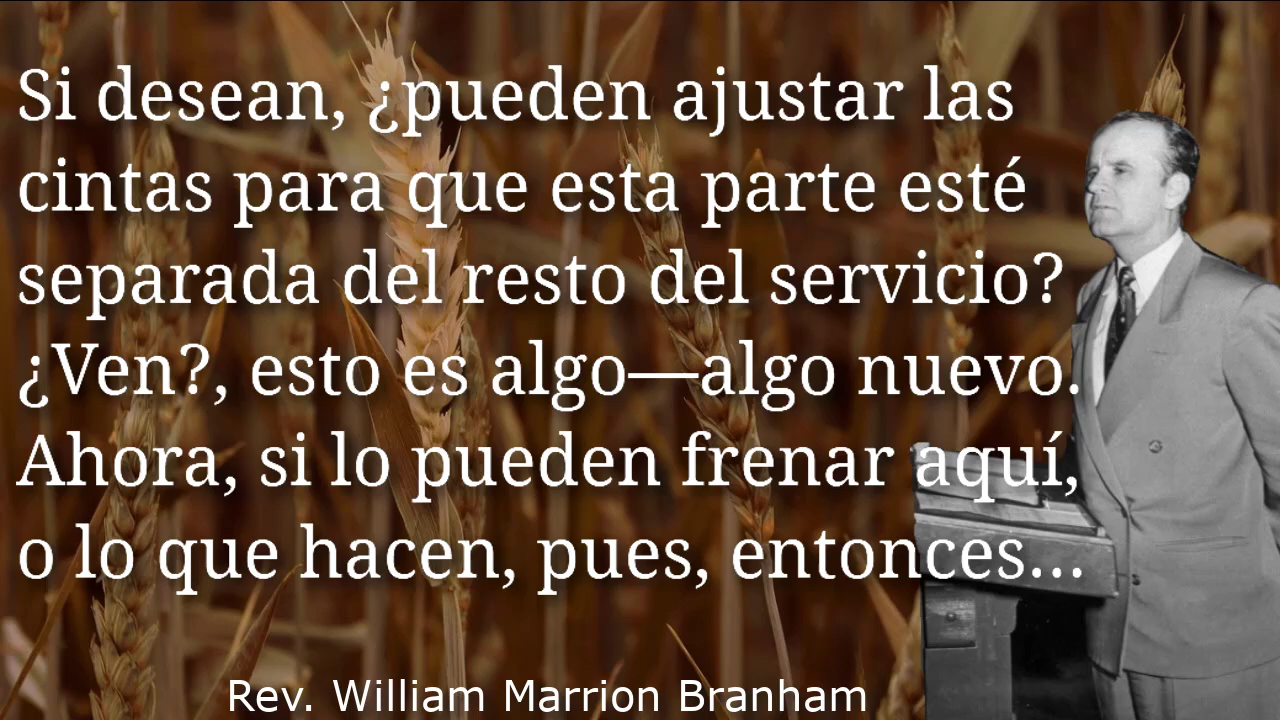 Si desean, ¿pueden ajustar las
cintas para que esta parte esté
separada del resto del servicio?
¿Ven?, esto es algo—algo nuevo.
Ahora, si lo pueden frenar aquí,
o lo que hacen, pues, entonces...
Rev. William Marrion Branham